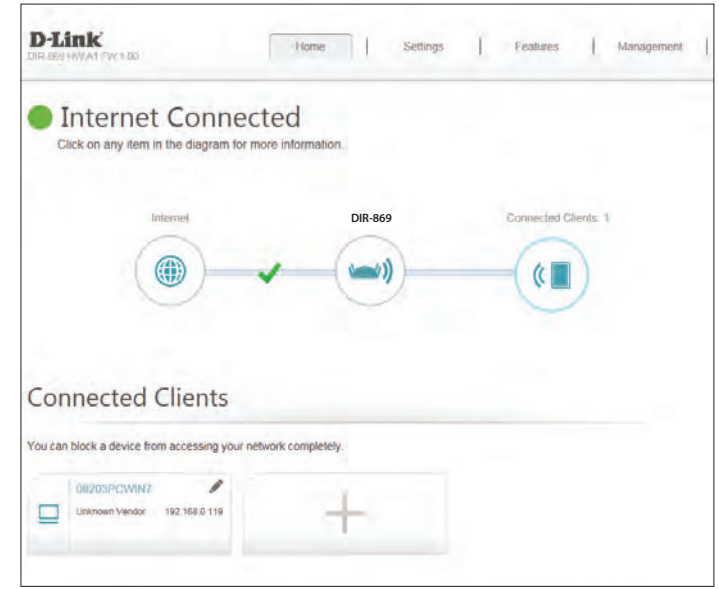 D-Link
DIR-869 HW:A1 FW:1.00
Home | Settings | Features | Management |
Internet Connected
Click on any item in the diagram for more information.
Internet DIR-869 Connected Clients: 1
Connected Clients
You can block a device from accessing your network completely.
08203PCWIN7
Unknown Vendor 192.168.0.119